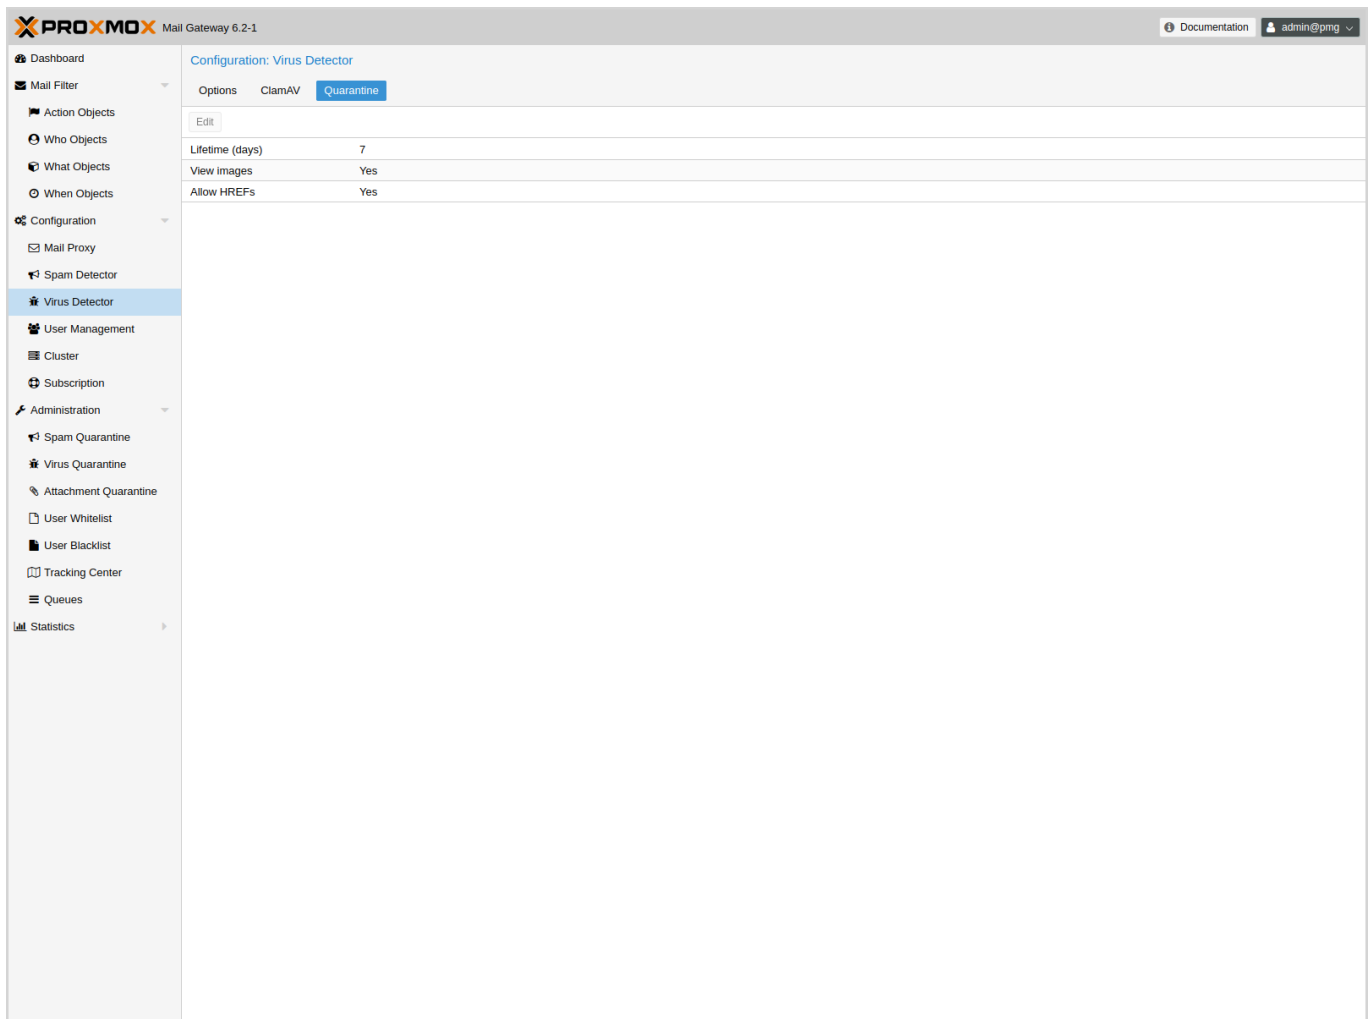 PROXMOX Mail Gateway 6.2-1
Documentation
admin@pmg
Dashboard
Mail Filter
Action Objects
Who Objects
What Objects
When Objects
Configuration
Mail Proxy
Spam Detector
Virus Detector
User Management
Cluster
Subscription
Administration
Spam Quarantine
Virus Quarantine
Attachment Quarantine
User Whitelist
User Blacklist
Tracking Center
Queues
Statistics
Configuration: Virus Detector
Options ClamAV Quarantine
Edit
Lifetime (days) 7
View images Yes
Allow HREFs Yes